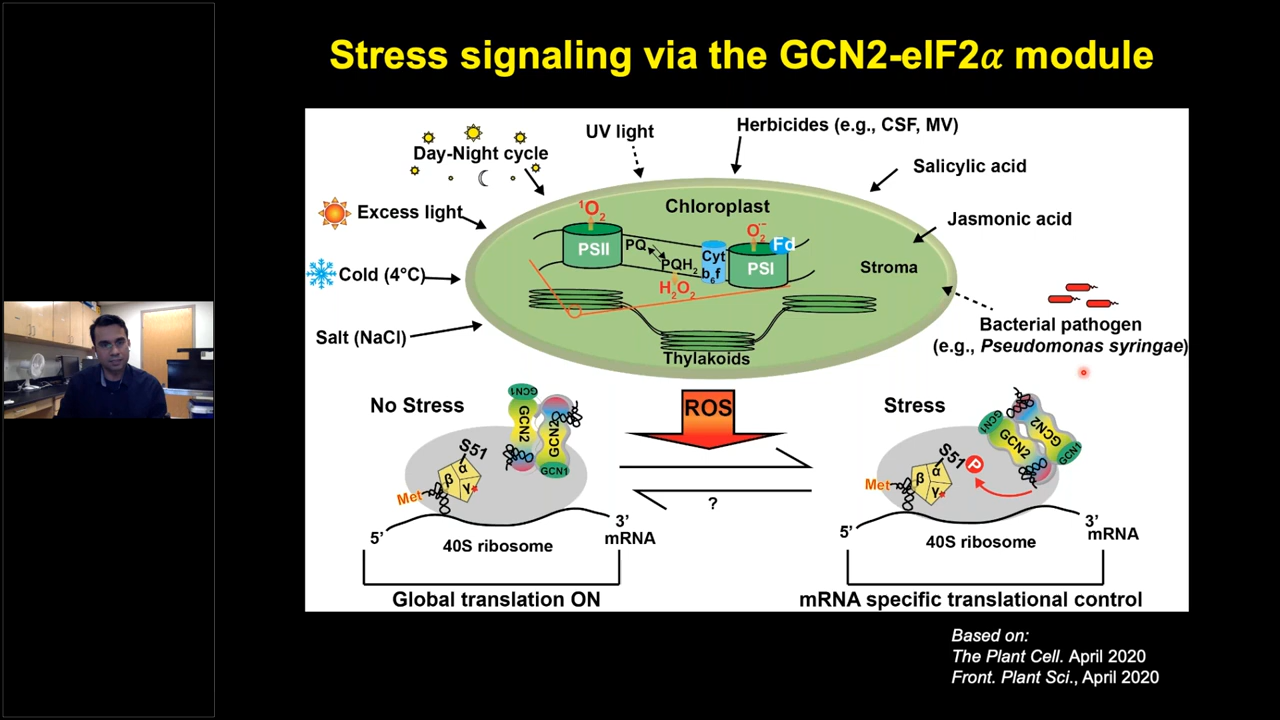 Stress signaling via the GCN2-eIF2α module
UV light
Herbicides (e.g., CSF, MV)
Day-Night cycle
Salicylic acid
Excess light
Jasmonic acid
Cold (4°C)
Salt (NaCl)
Chloroplast
Stroma
¹O₂
PSII
PQ
PQH₂
H₂O₂
Cyt
b₆f
O₂⁻
Fd
PSI
Thylakoids
Bacterial pathogen
(e.g., Pseudomonas syringae)
No Stress
ROS
Stress
GCN1
GCN2
GCN2
GCN1
S51
α
β
γ
Met
5'
3'
mRNA
40S ribosome
?
GCN1
GCN2
GCN2
GCN1
S51
P
α
β
γ
Met
5'
3'
mRNA
40S ribosome
Global translation ON
mRNA specific translational control
Based on:
The Plant Cell. April 2020
Front. Plant Sci., April 2020